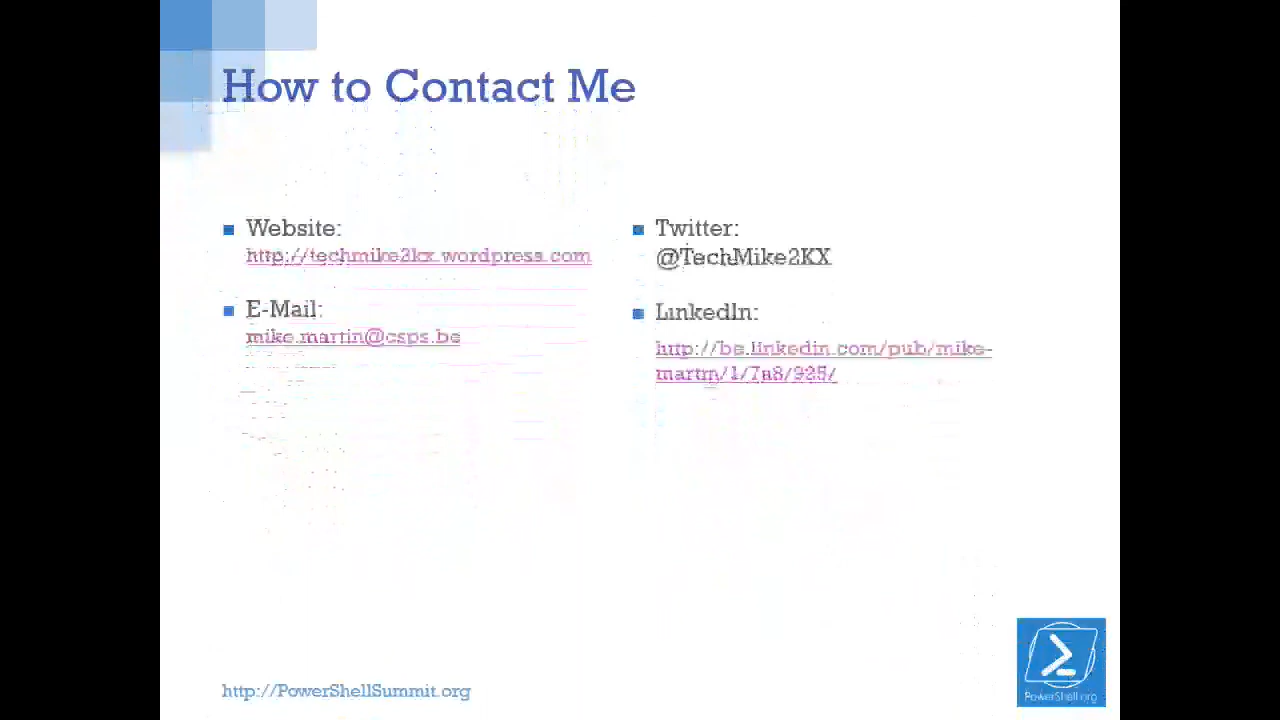 How to Contact Me
Website:
http://techmike2kx.wordpress.com
E-Mail:
mike.martin@csps.be
Twitter:
@TechMike2KX
LinkedIn:
http://be.linkedin.com/pub/mike-
martin/1/7a8/925/
http://PowerShellSummit.org
PowerShell.org